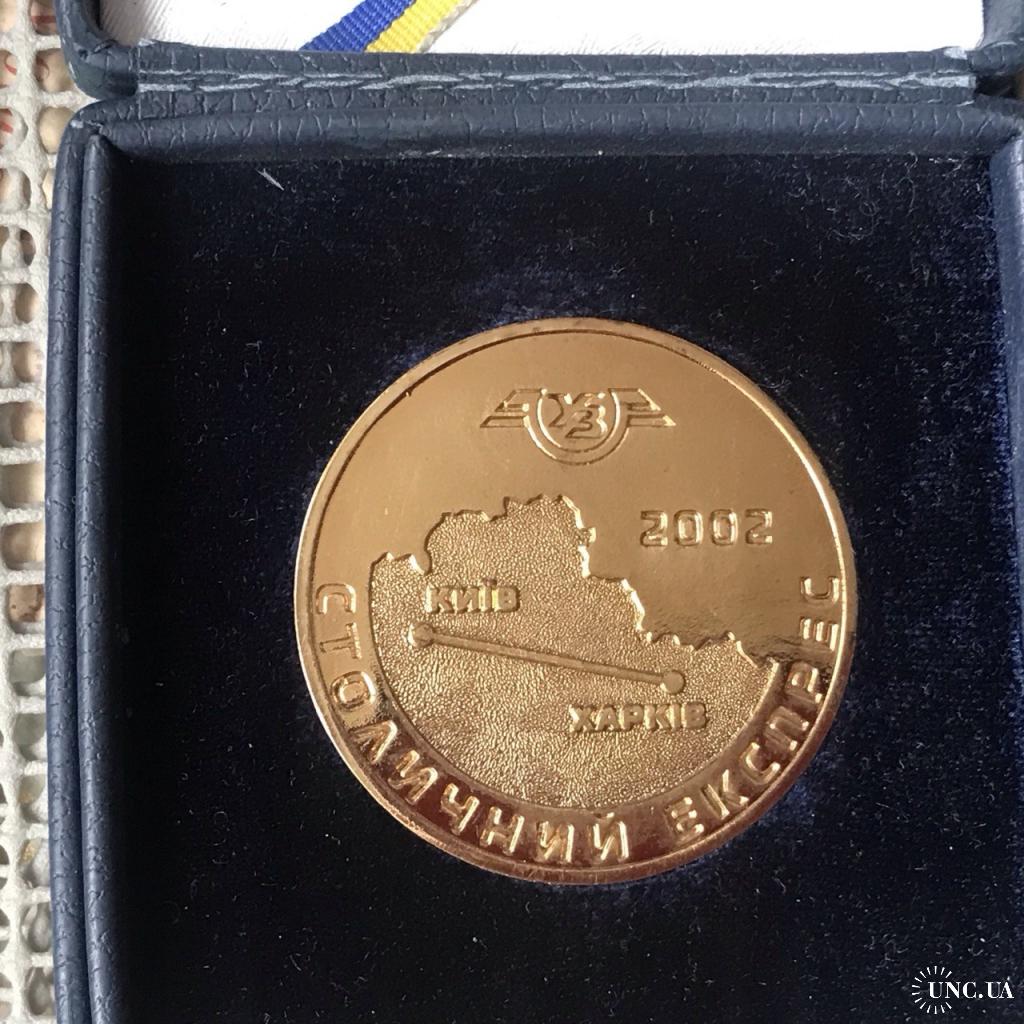 УЗ
2002
КИЇВ
ХАРКІВ
СТОЛИЧНИЙ ЕКСПРЕС
UNC.UA